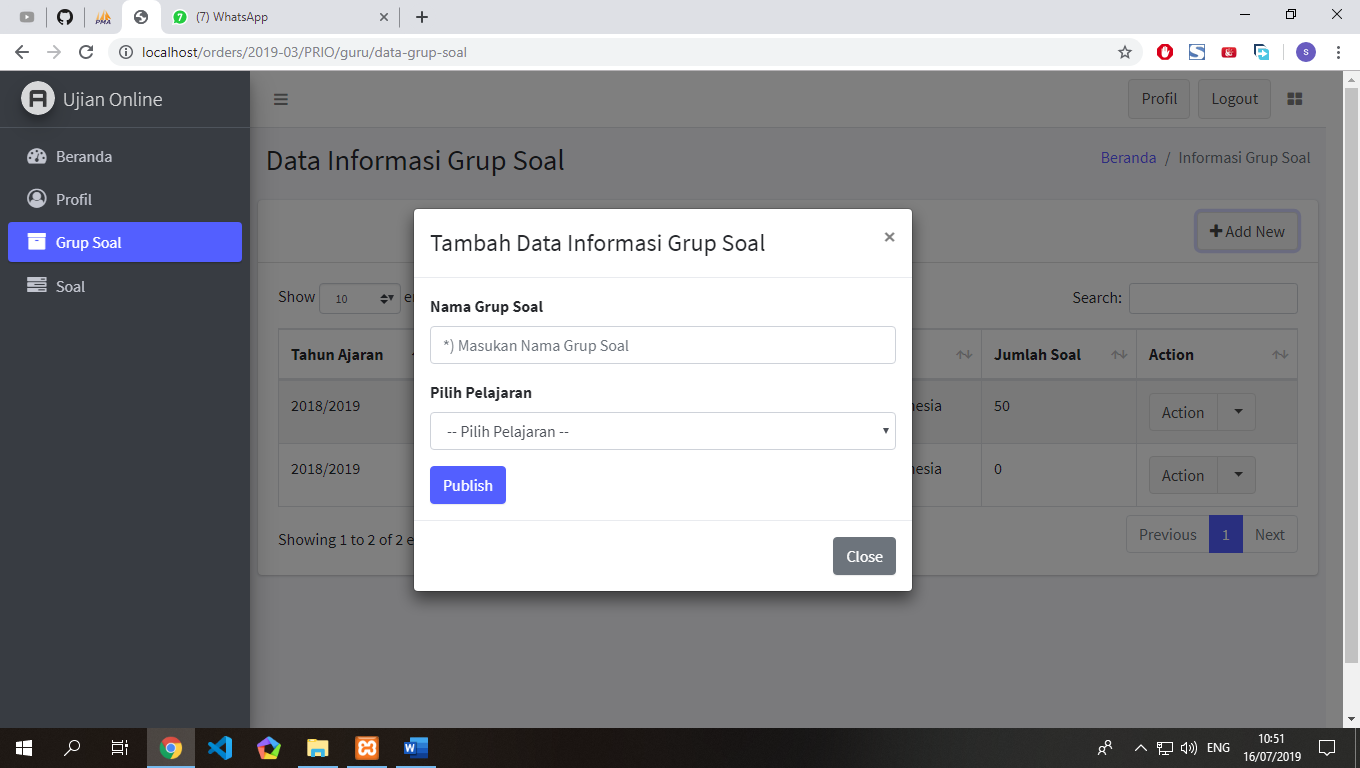 (7) WhatsApp
localhost/orders/2019-03/PRIO/guru/data-grup-soal
S
Ujian Online
Profil
Logout
Beranda
Profil
Grup Soal
Soal
Data Informasi Grup Soal
Beranda / Informasi Grup Soal
+ Add New
Tambah Data Informasi Grup Soal
×
Nama Grup Soal
*) Masukan Nama Grup Soal
Pilih Pelajaran
-- Pilih Pelajaran --
Publish
Close
Show 10 e
Search:
Tahun Ajaran
Jumlah Soal
Action
2018/2019
nesia
50
Action
2018/2019
nesia
0
Action
Showing 1 to 2 of 2 e
Previous 1 Next
ENG
10:51
16/07/2019